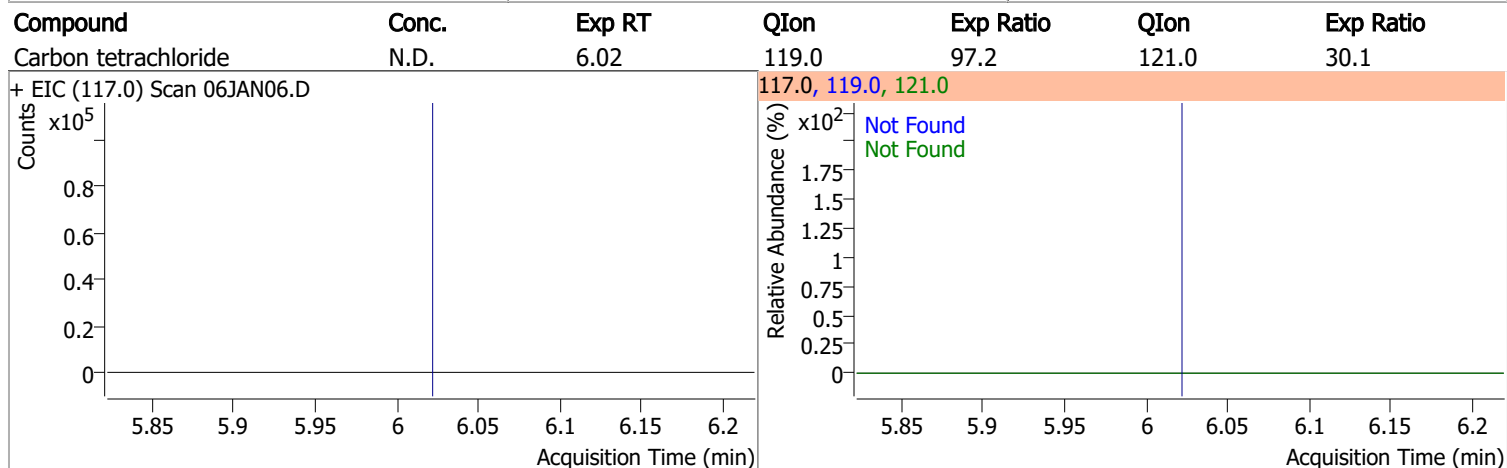 Compound Conc. Exp RT QIon Exp Ratio QIon Exp Ratio
Carbon tetrachloride N.D. 6.02 119.0 97.2 121.0 30.1
+ EIC (117.0) Scan 06JAN06.D
Counts
x10⁵
0.8
0.6
0.4
0.2
0
5.85 5.9 5.95 6 6.05 6.1 6.15 6.2
Acquisition Time (min)
117.0, 119.0, 121.0
Relative Abundance (%)
x10²
Not Found
Not Found
1.75
1.5
1.25
1
0.75
0.5
0.25
0
5.85 5.9 5.95 6 6.05 6.1 6.15 6.2
Acquisition Time (min)